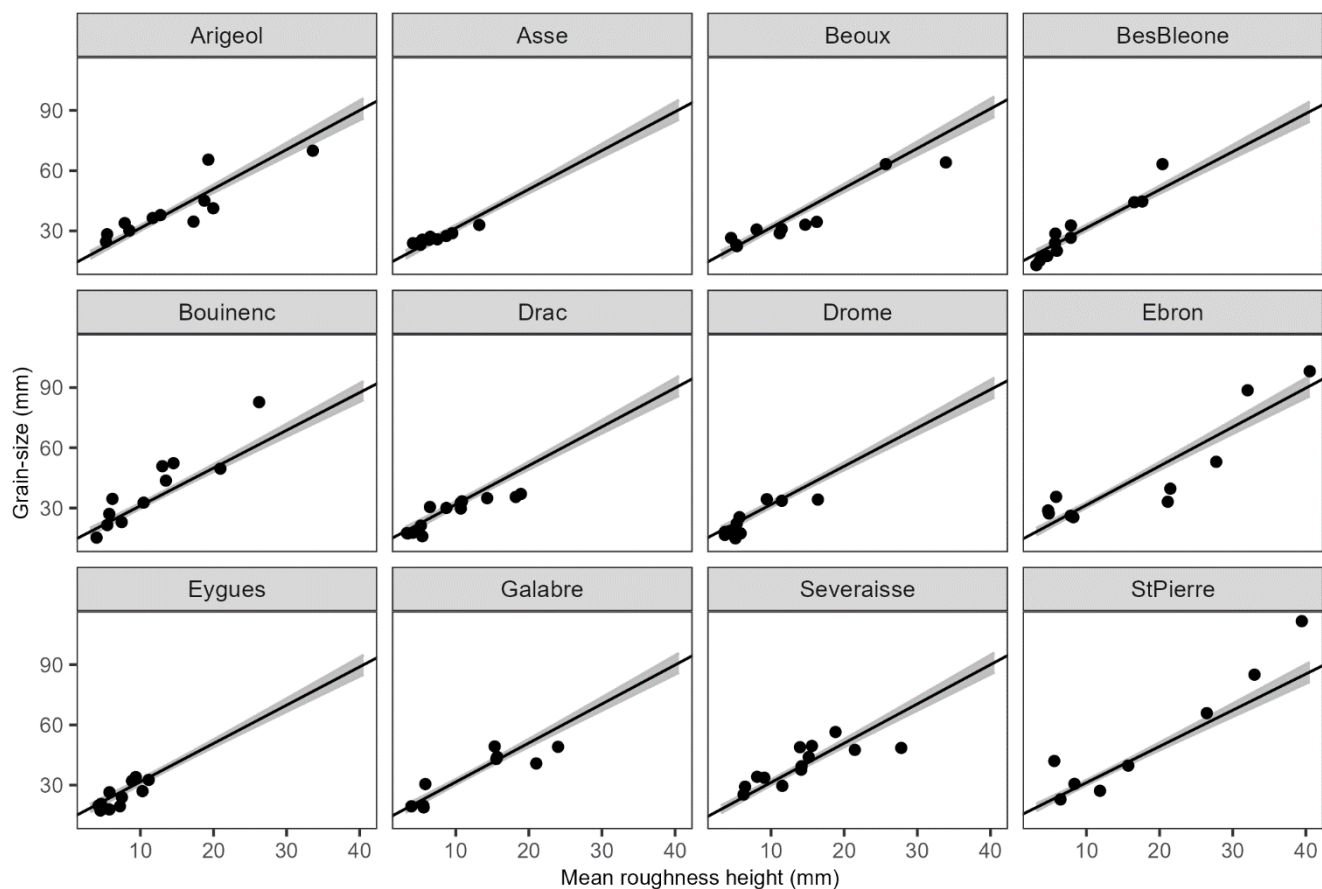 Arigeol Asse Beoux BesBleone
90
60
30
Bouinenc Drac Drome Ebron
90
60
30
Eygues Galabre Severaisse StPierre
90
60
30
10 20 30 40 10 20 30 40 10 20 30 40 10 20 30 40
Mean roughness height (mm)
Grain-size (mm)